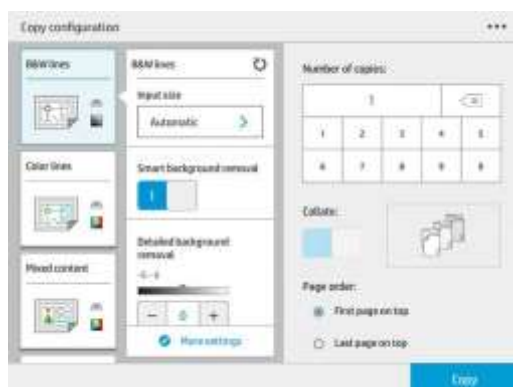 Copy configuration
B&W lines
Color lines
Mixed content
B&W lines
Input size
Automatic
Smart background removal
Detailed background
removal
- 0 +
More settings
Number of copies:
1
1 2 3 4 5
6 7 8 9
Collate:
Page order:
First page on top
Last page on top
Copy